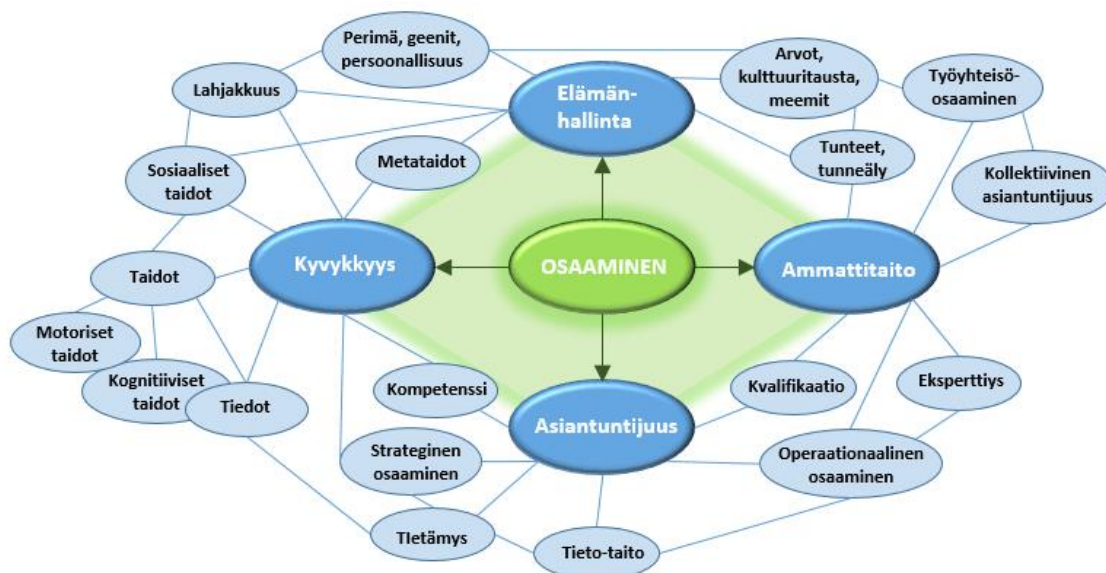 Perimä, geenit,
persoonallisuus
Arvot,
kulttuuritausta,
meemit
Työyhteisö-
osaaminen
Lahjakkuus
Elämän-
hallinta
Metataidot
Tunteet,
tunneäly
Sosiaaliset
taidot
Kollektiivinen
asiantuntijuus
Kyvykkyys
OSAAMINEN
Ammattitaito
Taidot
Motoriset
taidot
Kognitiiviset
taidot
Tiedot
Kompetenssi
Kvalifikaatio
Eksperttiys
Asiantuntijuus
Strateginen
osaaminen
Operaationaalinen
osaaminen
TIetämys
Tieto-taito